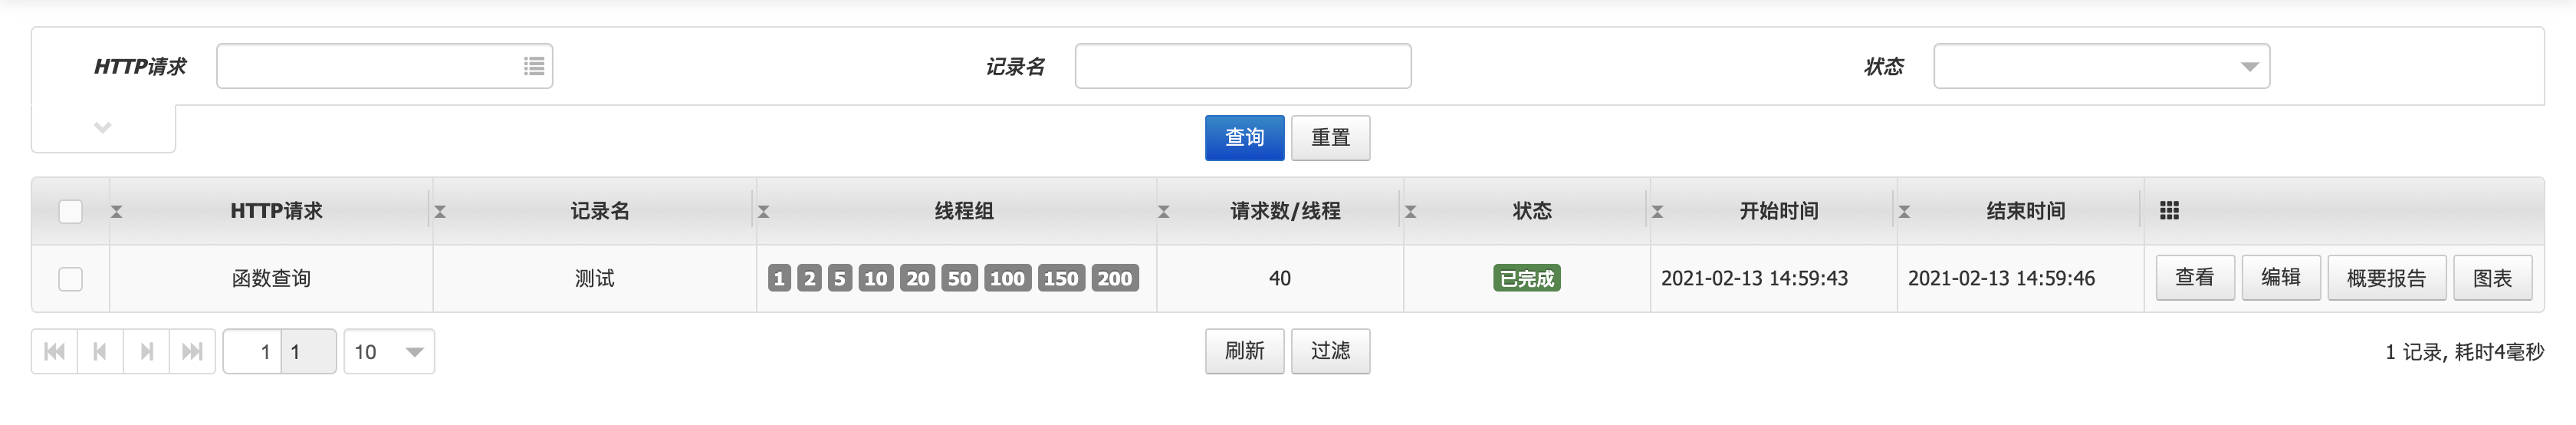 HTTP请求 记录名 状态
查询 重置
HTTP请求 记录名 线程组 请求数/线程 状态 开始时间 结束时间
函数查询 测试 1 2 5 10 20 50 100 150 200 40 已完成 2021-02-13 14:59:43 2021-02-13 14:59:46 查看 编辑 概要报告 图表
1 1 10 刷新 过滤 1 记录, 耗时4毫秒